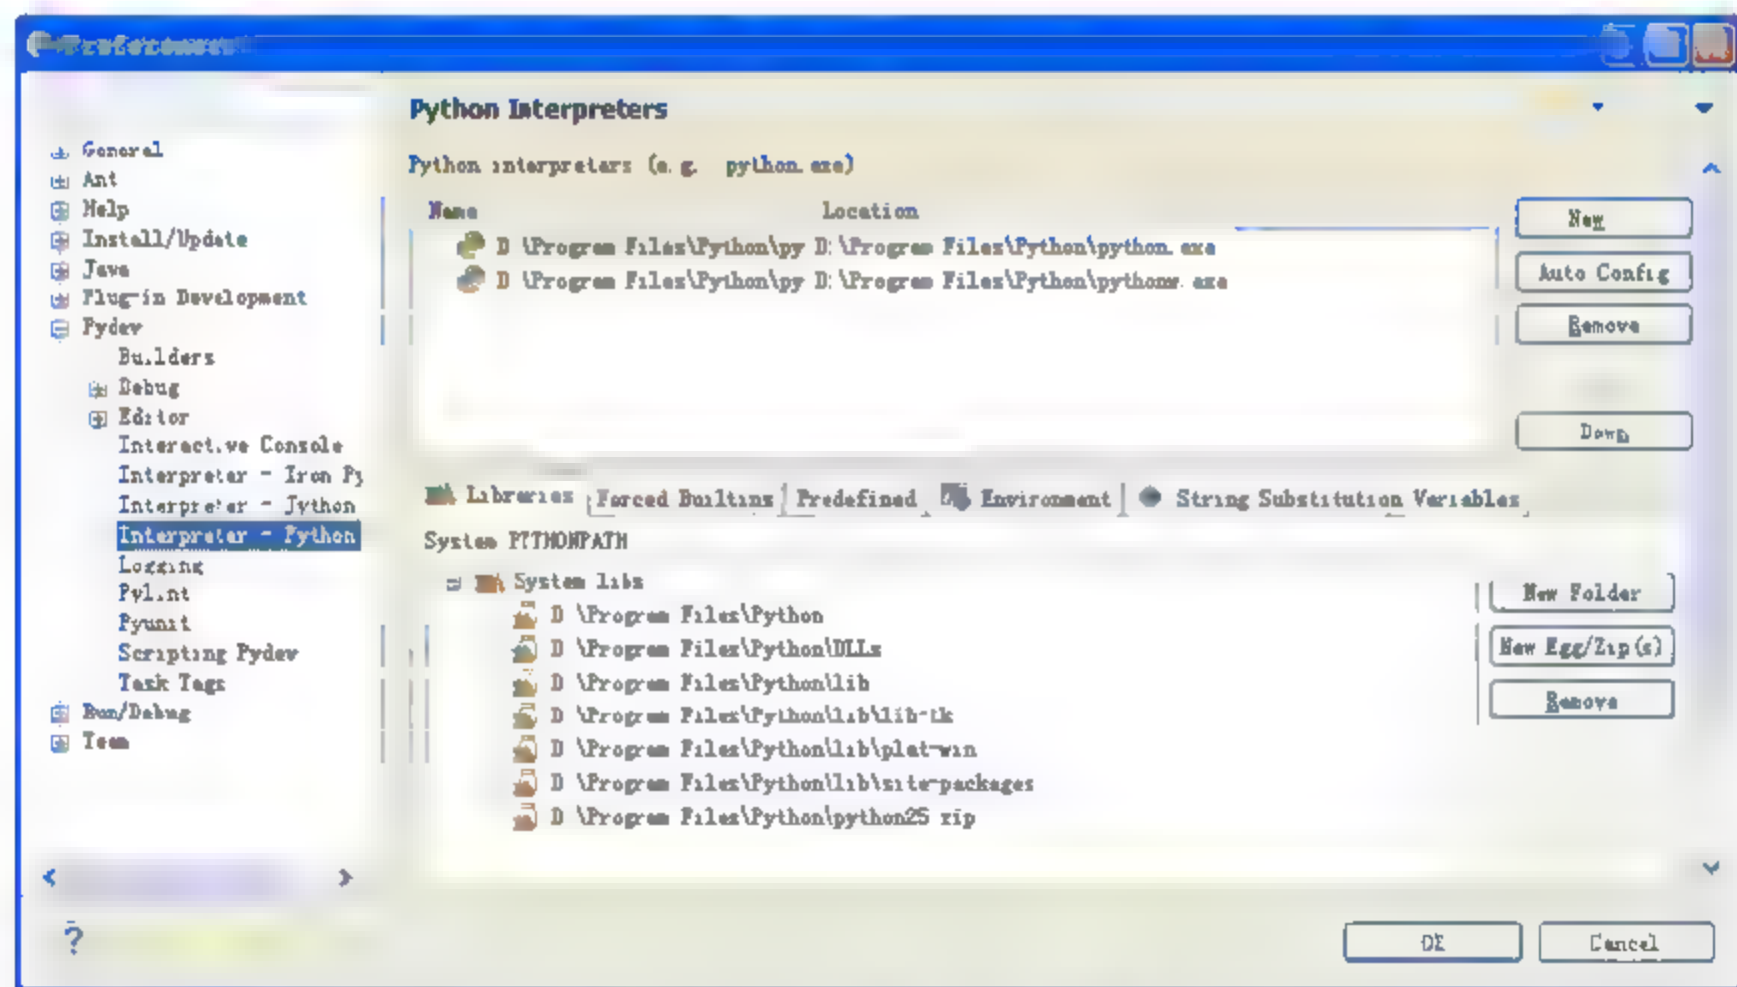 Preferences
Python Interpreters
General
Ant
Help
Install/Update
Java
Plug-in Development
Pydev
Builders
Debug
Editor
Interactive Console
Interpreter - Iron Py
Interpreter - Jython
Interpreter - Python
Logging
PyLint
Pyunit
Scripting Pydev
Task Tags
Run/Debug
Team
Python interpreters (e.g. python.exe)
Name Location
D:\Program Files\Python\py D:\Program Files\Python\python.exe
D:\Program Files\Python\py D:\Program Files\Python\pythonw.exe
New
Auto Config
Remove
Down
Libraries Forced Builtins Predefined Environment String Substitution Variables
System PYTHONPATH
System libs
D:\Program Files\Python
D:\Program Files\Python\DLLs
D:\Program Files\Python\lib
D:\Program Files\Python\lib\lib-tk
D:\Program Files\Python\lib\plat-win
D:\Program Files\Python\lib\site-packages
D:\Program Files\Python\python25.zip
New Folder
New Egg/Zip(s)
Remove
?
OK
Cancel